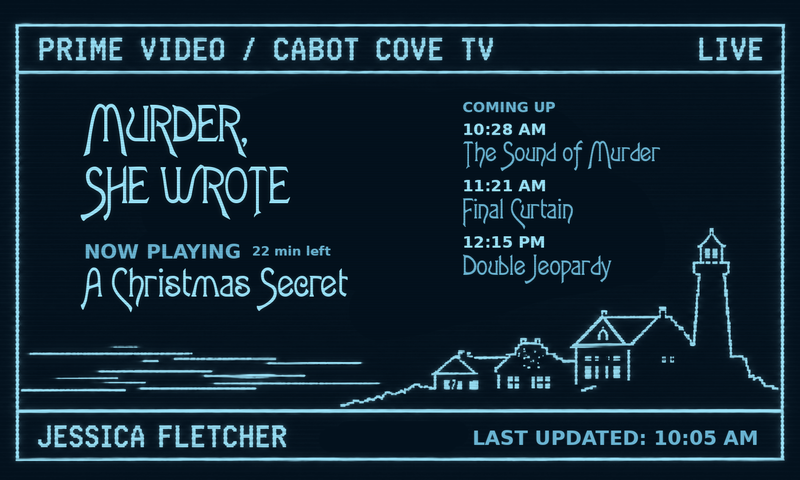 PRIME VIDEO / CABOT COVE TV
LIVE
MURDER,
SHE WROTE
NOW PLAYING 22 min left
A Christmas Secret
COMING UP
10:28 AM
The Sound of Murder
11:21 AM
Final Curtain
12:15 PM
Double Jeopardy
JESSICA FLETCHER
LAST UPDATED: 10:05 AM